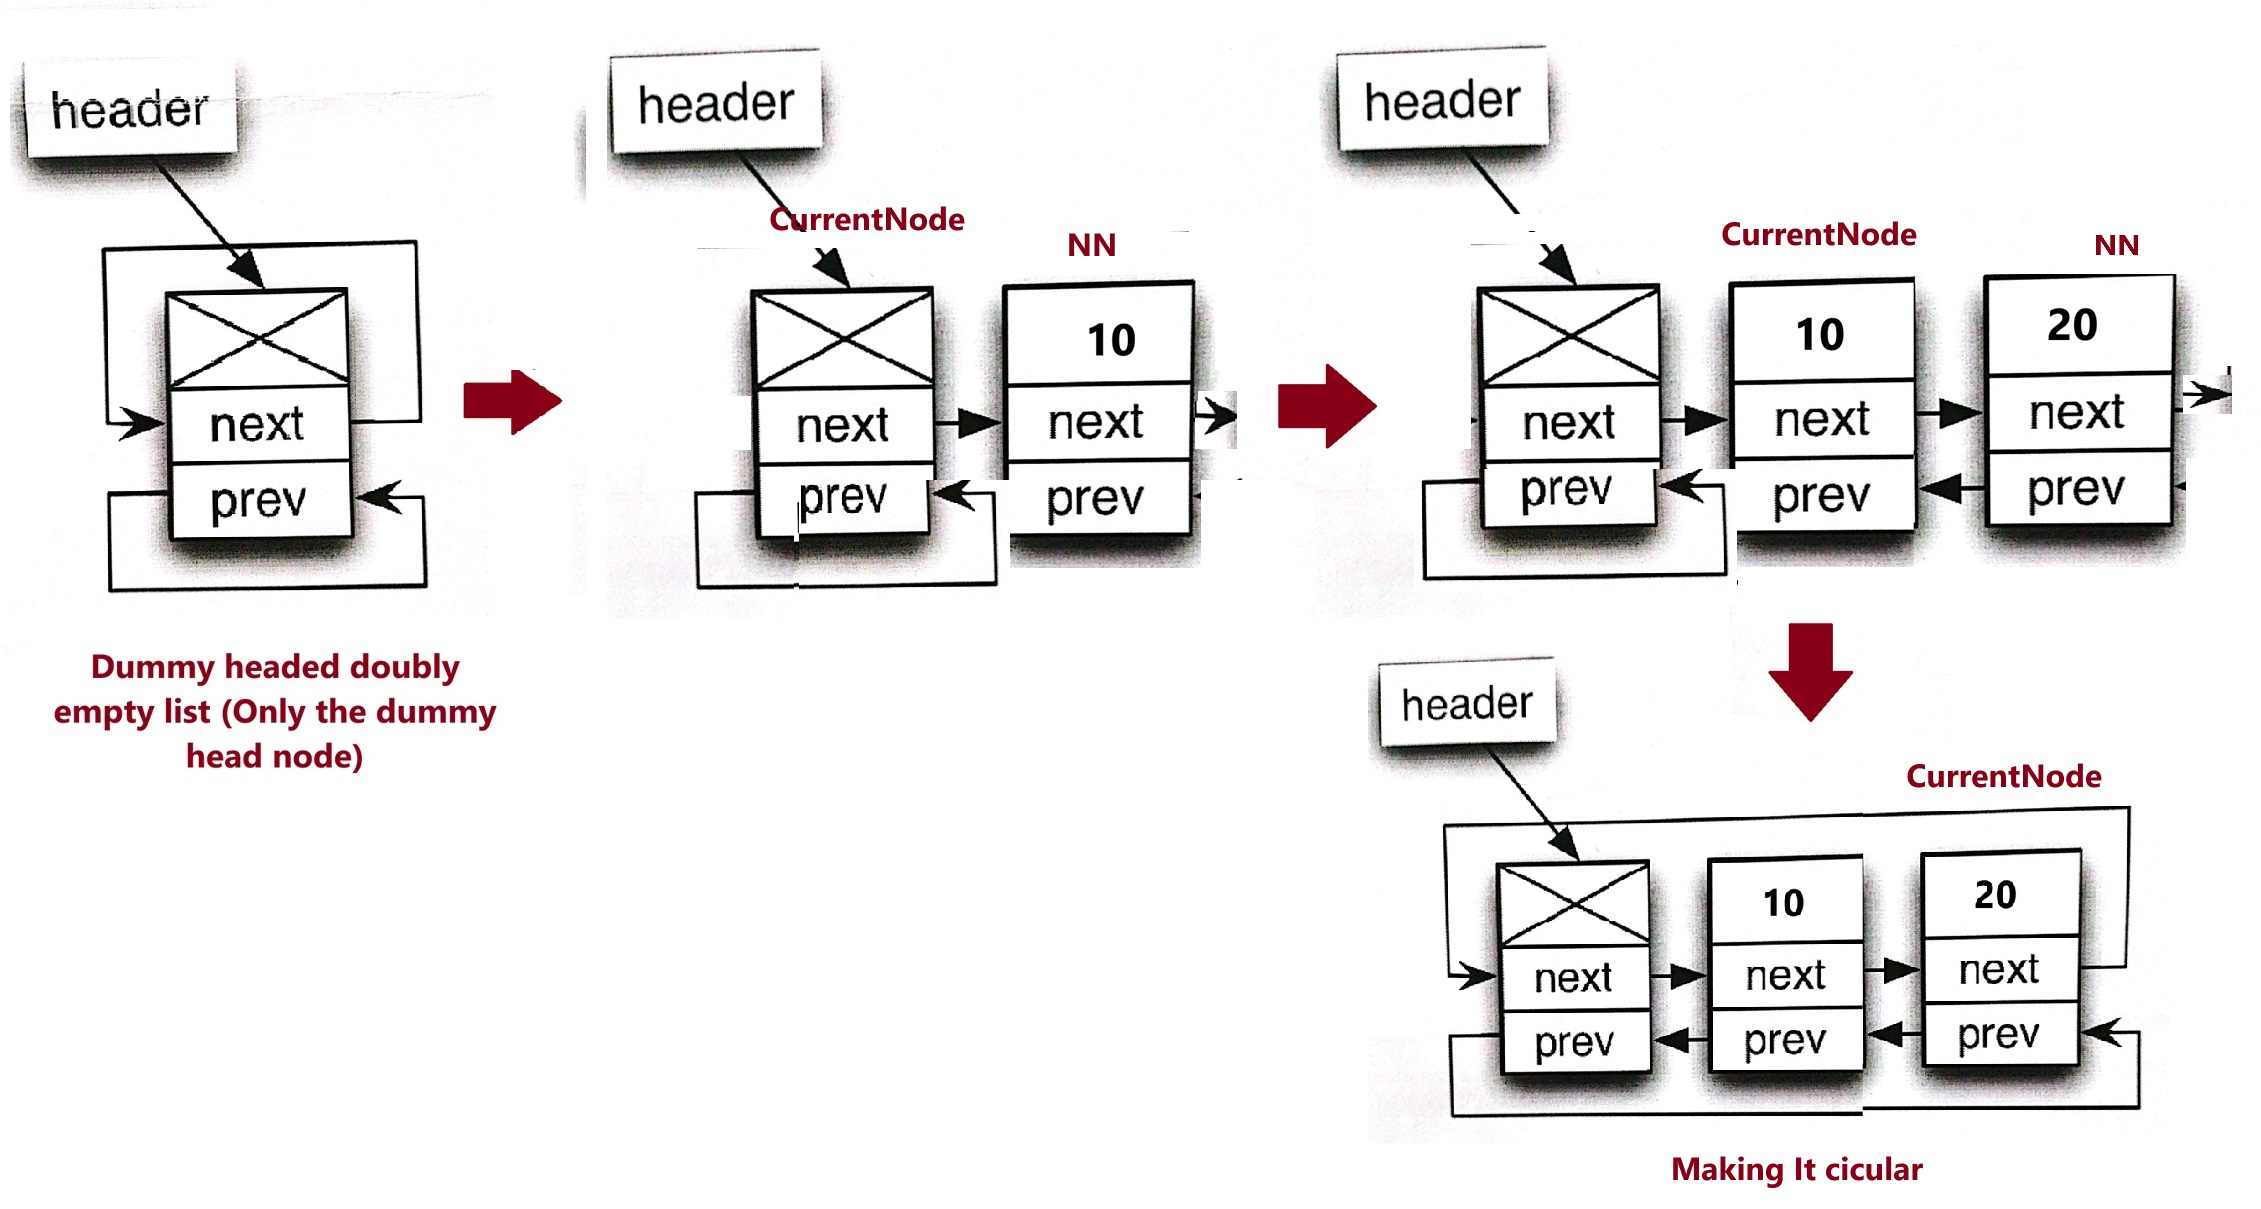 header
next
prev
Dummy headed doubly
empty list (Only the dummy
head node)
header
CurrentNode
NN
10
next
next
prev
prev
header
CurrentNode
NN
10
20
next
next
next
prev
prev
prev
header
CurrentNode
10
20
next
next
next
prev
prev
prev
Making It cicular